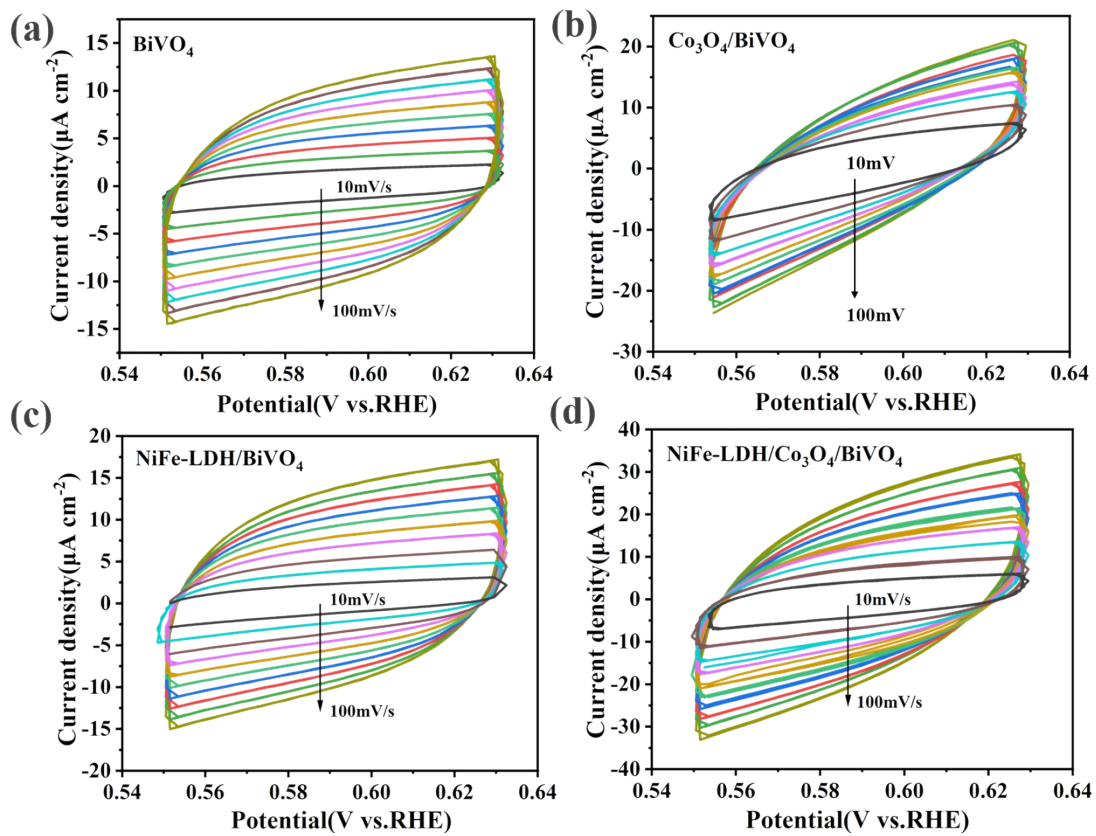 (a)
BiVO₄
Current density(μA cm⁻²)
15
10
5
0
-5
-10
-15
10mV/s
100mV/s
0.54 0.56 0.58 0.60 0.62 0.64
Potential(V vs.RHE)
(b)
Co₃O₄/BiVO₄
Current density(μA cm⁻²)
20
10
0
-10
-20
-30
10mV
100mV
0.54 0.56 0.58 0.60 0.62 0.64
Potential(V vs.RHE)
(c)
NiFe-LDH/BiVO₄
Current density(μA cm⁻²)
20
15
10
5
0
-5
-10
-15
-20
10mV/s
100mV/s
0.54 0.56 0.58 0.60 0.62 0.64
Potential(V vs.RHE)
(d)
NiFe-LDH/Co₃O₄/BiVO₄
Current density(μA cm⁻²)
40
30
20
10
0
-10
-20
-30
-40
10mV/s
100mV/s
0.54 0.56 0.58 0.60 0.62 0.64
Potential(V vs.RHE)